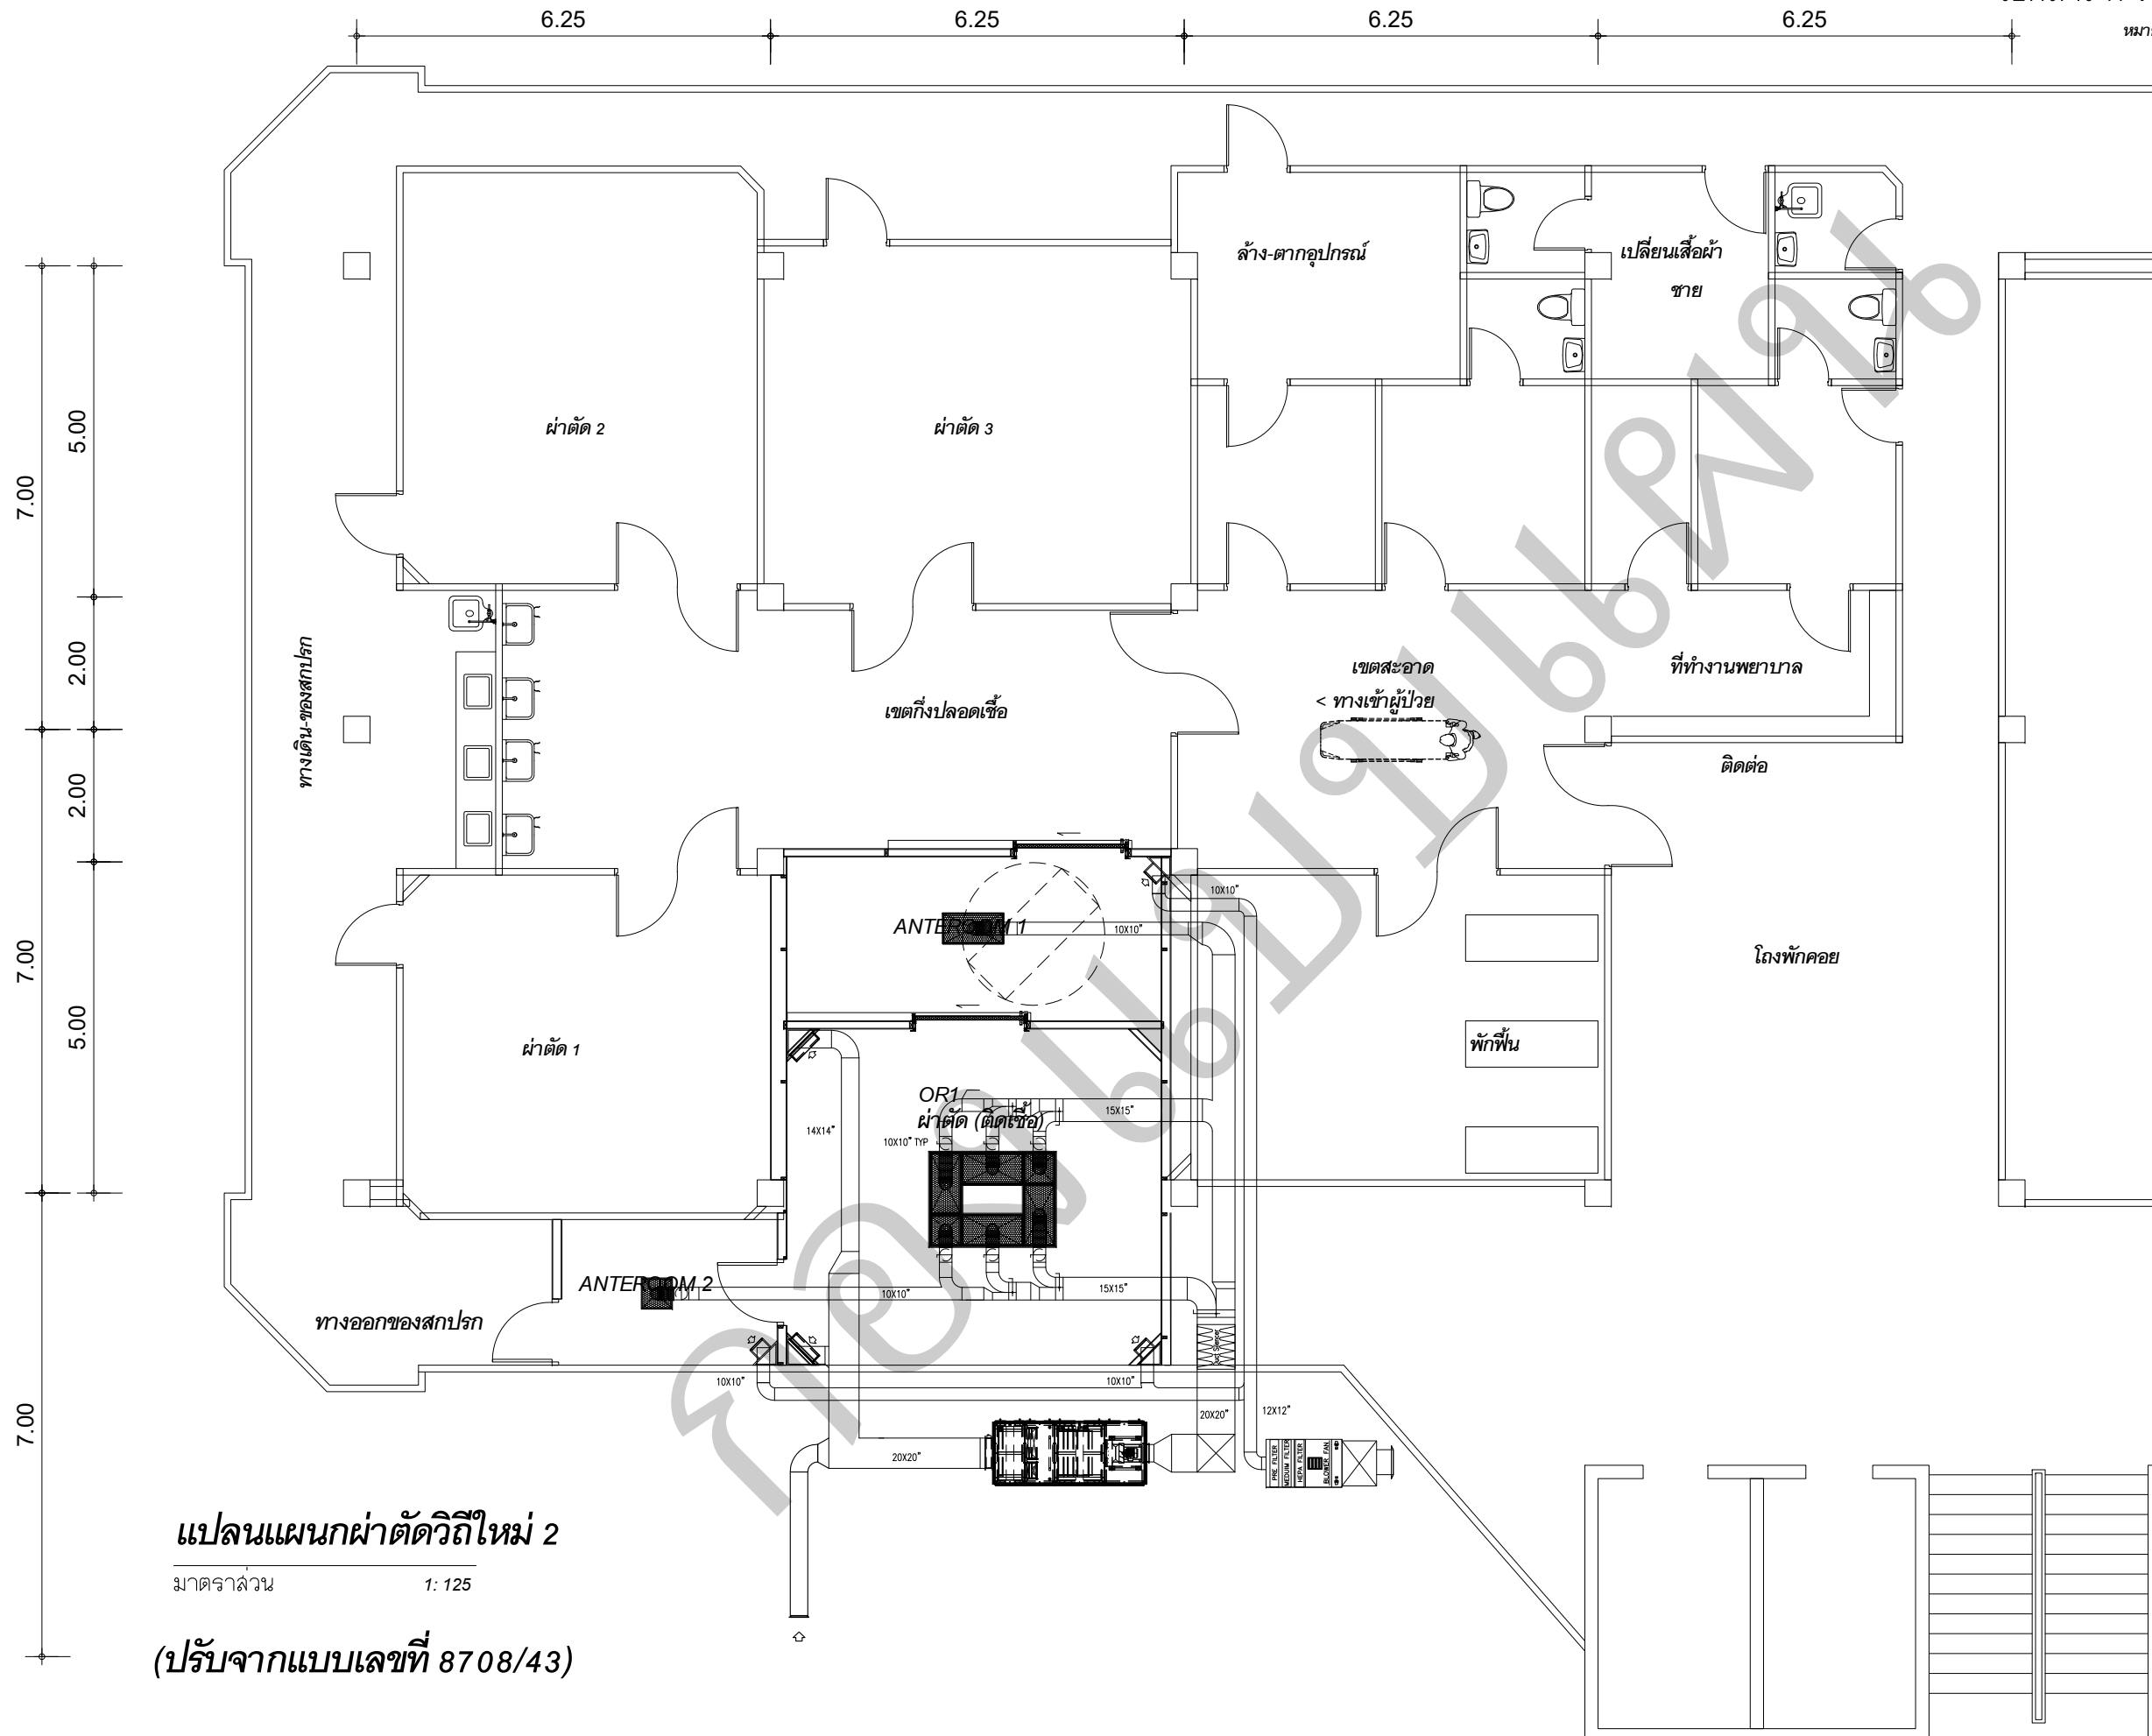 6.25
6.25
6.25
6.25
ล้าง-ตากอุปกรณ์
เปลี่ยนเสื้อผ้า
ชาย
ผ่าตัด 2
ผ่าตัด 3
7.00
5.00
2.00
2.00
7.00
5.00
7.00
ทางเดิน-ของสกปรก
เขตกึ่งปลอดเชื้อ
เขตสะอาด
< ทางเข้าผู้ป่วย
ที่ทำงานพยาบาล
ติดต่อ
10X10"
ANTEROOM 1
10X10"
โถงพักคอย
ผ่าตัด 1
พักฟื้น
OR1
ผ่าตัด (ติดเชื้อ)
15X15"
14X14"
10X10" TYP
ANTEROOM 2
10X10"
15X15"
ทางออกของสกปรก
10X10"
10X10"
20X20"
12X12"
20X20"
PRE FILTER
MEDIUM FILTER
HEPA FILTER
BLOWER FAN
แปลนแผนกผ่าตัดวิถีใหม่ 2
มาตราส่วน 1: 125
(ปรับจากแบบเลขที่ 8708/43)
กองแบบแผน